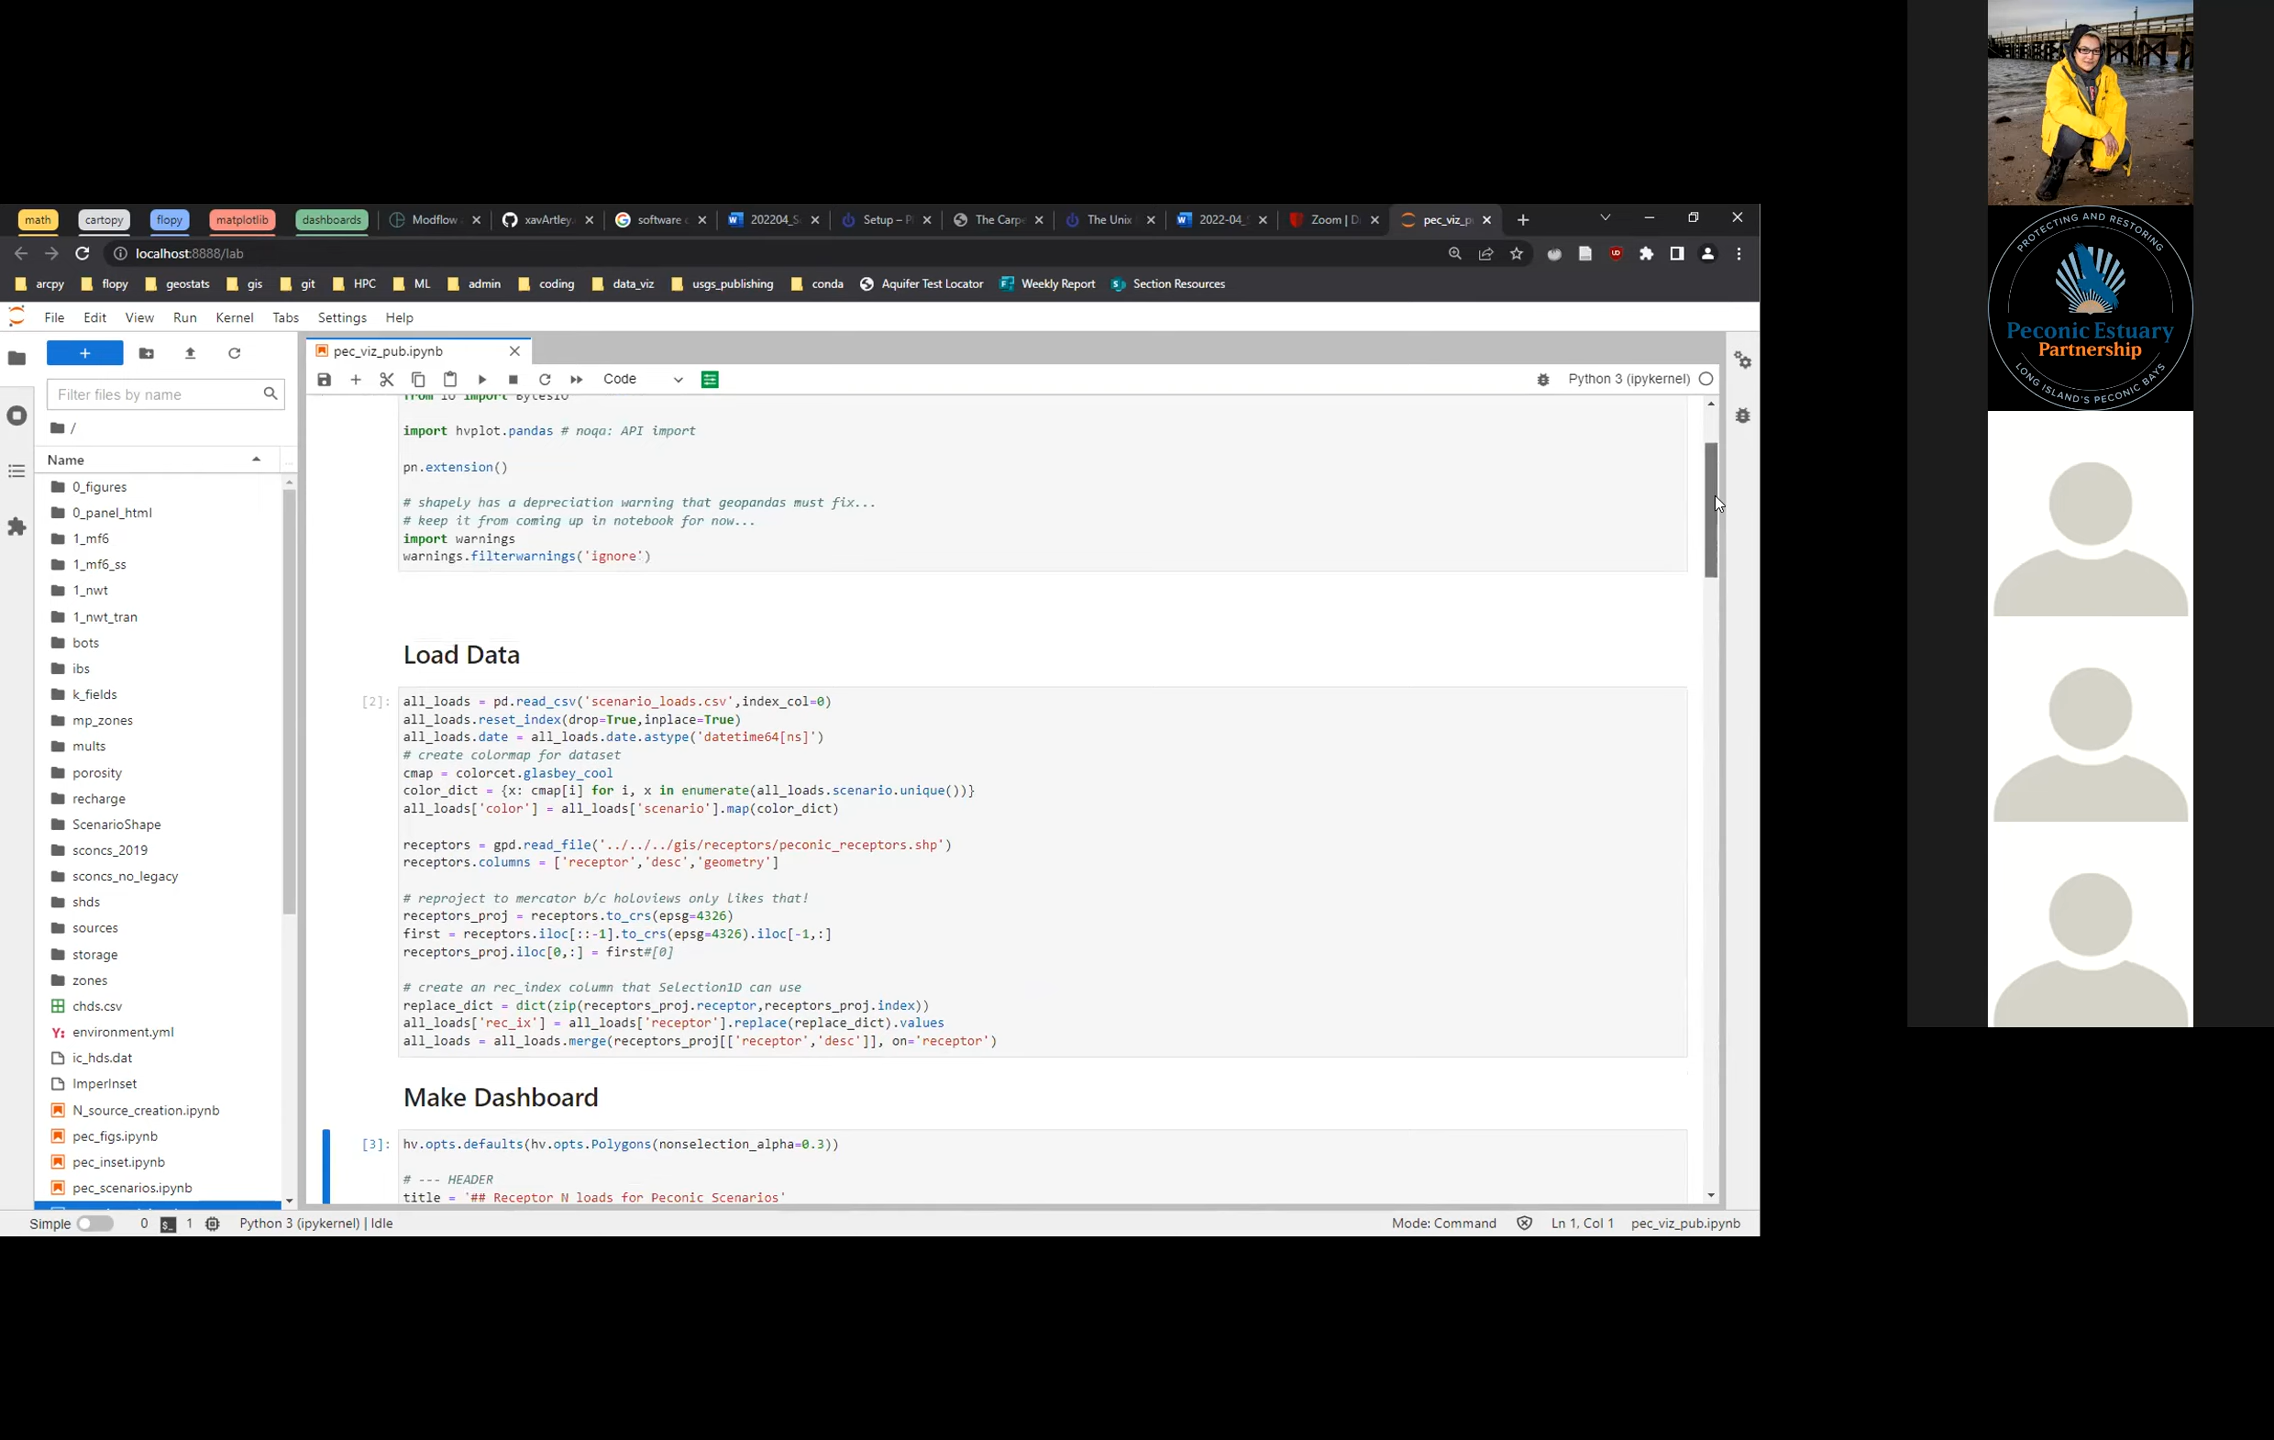 math
cartopy
flopy
matplotlib
dashboards
Modflow
xavArtley
software c
202204_S
Setup – P
The Carpe
The Unix
2022-04_S
Zoom | D
pec_viz_p
localhost:8888/lab
arcpy
flopy
geostats
gis
git
HPC
ML
admin
coding
data_viz
usgs_publishing
conda
Aquifer Test Locator
Weekly Report
Section Resources
File
Edit
View
Run
Kernel
Tabs
Settings
Help
pec_viz_pub.ipynb
Code
Python 3 (ipykernel)
Filter files by name
/
Name
0_figures
0_panel_html
1_mf6
1_mf6_ss
1_nwt
1_nwt_tran
bots
ibs
k_fields
mp_zones
mults
porosity
recharge
ScenarioShape
sconcs_2019
sconcs_no_legacy
shds
sources
storage
zones
chds.csv
environment.yml
ic_hds.dat
ImperInset
N_source_creation.ipynb
pec_figs.ipynb
pec_inset.ipynb
pec_scenarios.ipynb
from io import BytesIO
import hvplot.pandas # noqa: API import
pn.extension()
# shapely has a depreciation warning that geopandas must fix...
# keep it from coming up in notebook for now...
import warnings
warnings.filterwarnings('ignore')
Load Data
[2]:
all_loads = pd.read_csv('scenario_loads.csv',index_col=0)
all_loads.reset_index(drop=True,inplace=True)
all_loads.date = all_loads.date.astype('datetime64[ns]')
# create colormap for dataset
cmap = colorcet.glasbey_cool
color_dict = {x: cmap[i] for i, x in enumerate(all_loads.scenario.unique())}
all_loads['color'] = all_loads['scenario'].map(color_dict)
receptors = gpd.read_file('../../../gis/receptors/peconic_receptors.shp')
receptors.columns = ['receptor','desc','geometry']
# reproject to mercator b/c holoviews only likes that!
receptors_proj = receptors.to_crs(epsg=4326)
first = receptors.iloc[::-1].to_crs(epsg=4326).iloc[-1,:]
receptors_proj.iloc[0,:] = first#[0]
# create an rec_index column that Selection1D can use
replace_dict = dict(zip(receptors_proj.receptor,receptors_proj.index))
all_loads['rec_ix'] = all_loads['receptor'].replace(replace_dict).values
all_loads = all_loads.merge(receptors_proj[['receptor','desc']], on='receptor')
Make Dashboard
[3]:
hv.opts.defaults(hv.opts.Polygons(nonselection_alpha=0.3))
# --- HEADER
title = '## Receptor N loads for Peconic Scenarios'
Simple
0
1
Python 3 (ipykernel) | Idle
Mode: Command
Ln 1, Col 1
pec_viz_pub.ipynb
PROTECTING AND RESTORING
Peconic Estuary
Partnership
LONG ISLAND'S PECONIC BAYS